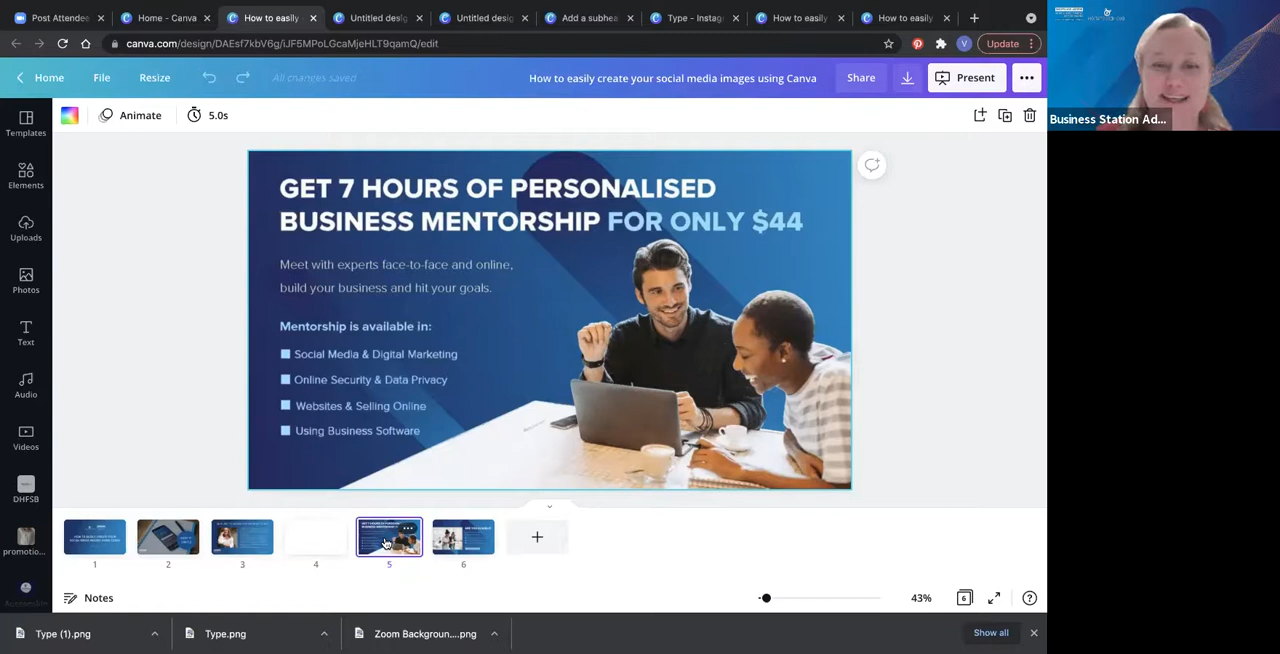 Post Attendee
Home - Canva
How to easily
Untitled desig
Untitled desig
Add a subhea
Type - Instag
How to easily
How to easily
canva.com/design/DAEsf7kbV6g/iJF5MPoLGcaMjeHLT9qamQ/edit
V
Update
Home
File
Resize
All changes saved
How to easily create your social media images using Canva
Share
Present
Business Station Ad...
Animate
5.0s
Templates
Elements
Uploads
Photos
Text
Audio
Videos
DHFSB
promotio...
GET 7 HOURS OF PERSONALISED
BUSINESS MENTORSHIP FOR ONLY $44
Meet with experts face-to-face and online,
build your business and hit your goals.
Mentorship is available in:
Social Media & Digital Marketing
Online Security & Data Privacy
Websites & Selling Online
Using Business Software
1
2
3
4
5
6
Notes
43%
6
Type (1).png
Type.png
Zoom Backgroun....png
Show all